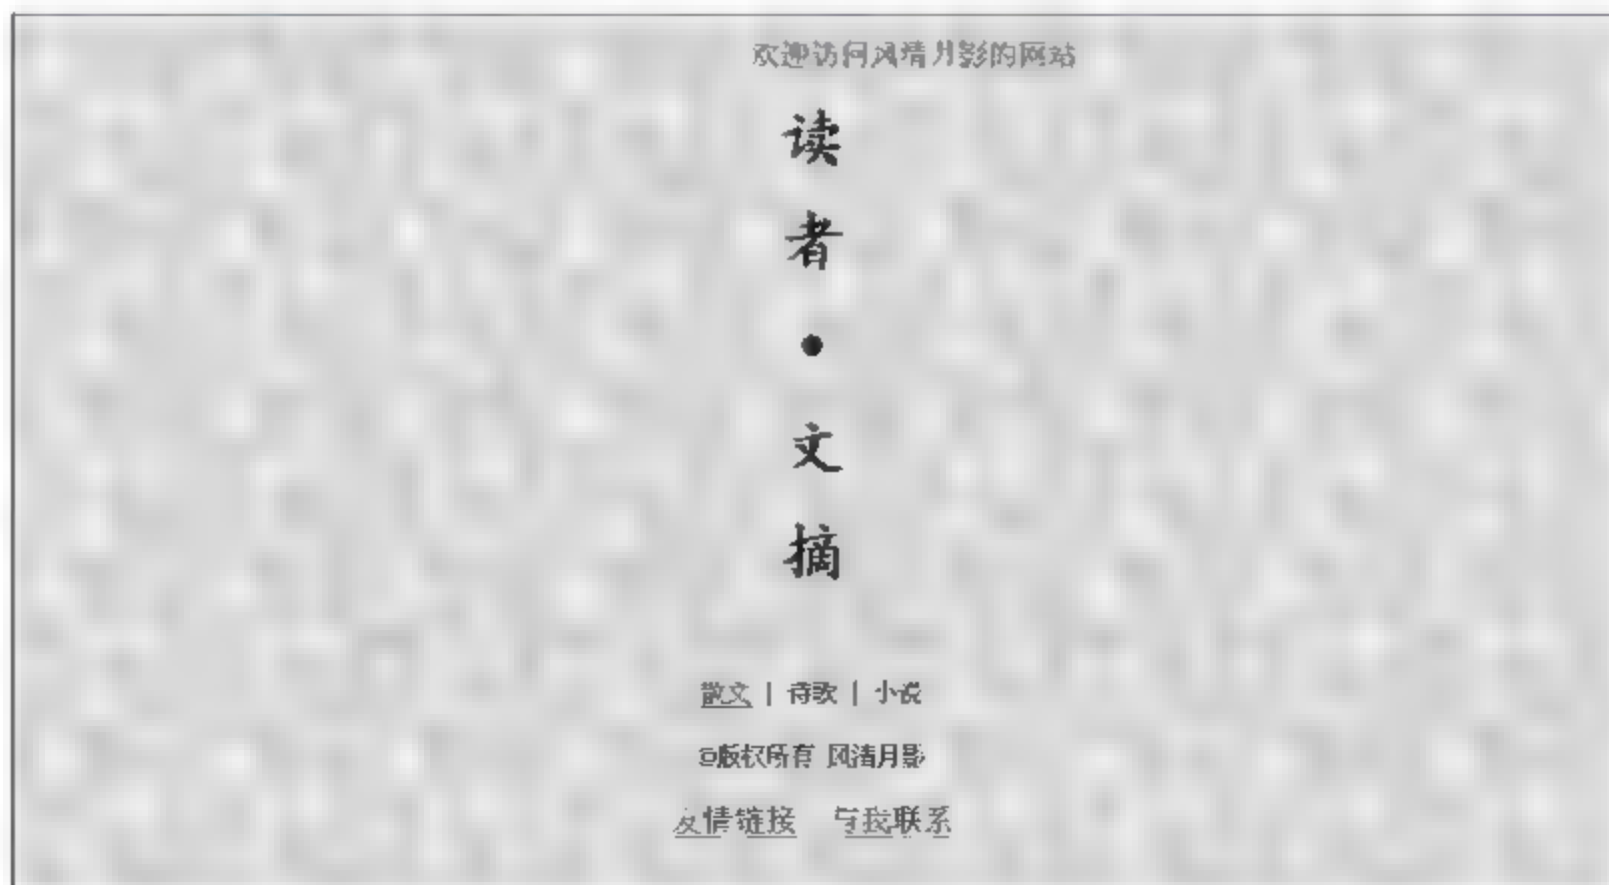 欢迎访问风情月影的网站
读
者
•
文
摘
散文 | 诗歌 | 小说
©版权所有 风清月影
友情链接 与我联系